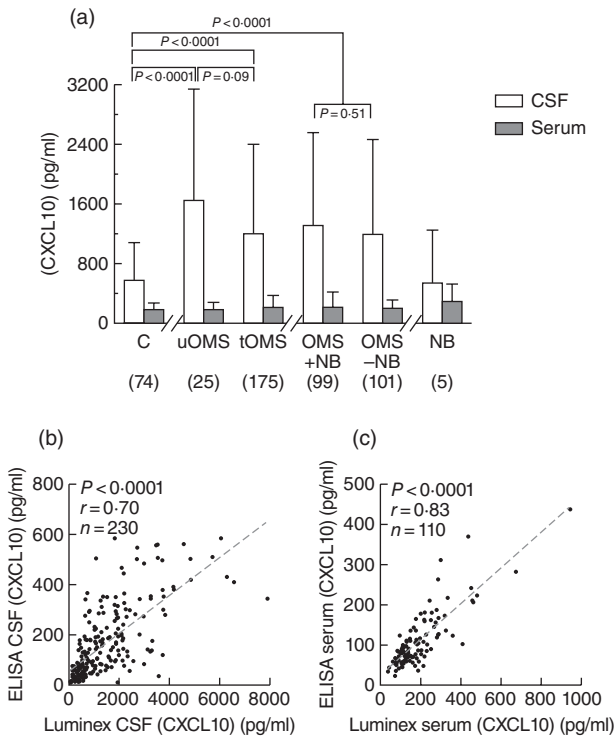 (a)
P < 0·0001
P < 0·0001
P < 0·0001 P = 0·09
P = 0·51
CSF
Serum
(CXCL10) (pg/ml)
3200
2400
1600
800
0
C uOMS tOMS OMS OMS NB
+NB −NB
(74) (25) (175) (99) (101) (5)
(b)
P < 0·0001
r = 0·70
n = 230
ELISA CSF (CXCL10) (pg/ml)
800
600
400
200
0
0 2000 4000 6000 8000
Luminex CSF (CXCL10) (pg/ml)
(c)
P < 0·0001
r = 0·83
n = 110
ELISA serum (CXCL10) (pg/ml)
500
400
300
200
100
0
0 200 400 600 800 1000
Luminex serum (CXCL10) (pg/ml)